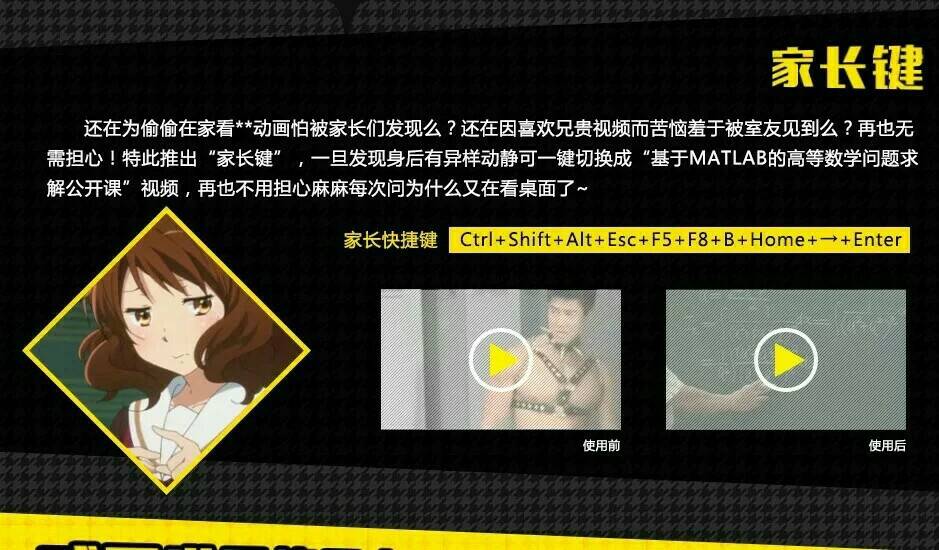 家长键
还在为偷偷在家看**动画怕被家长们发现么？还在因喜欢兄贵视频而苦恼羞于被室友见到么？再也无
需担心！特此推出“家长键”，一旦发现身后有异样动静可一键切换成“基于MATLAB的高等数学问题求
解公开课”视频，再也不用担心麻麻每次问为什么又在看桌面了~
家长快捷键 Ctrl+Shift+Alt+Esc+F5+F8+B+Home+→+Enter
使用前 使用后